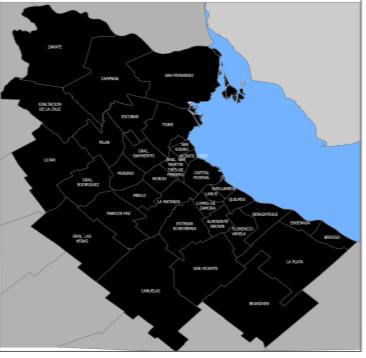 ZARATE
CAMPANA
SAN FERNANDO
EXALTACION
DE LA CRUZ
ESCOBAR
TIGRE
PILAR
SAN
ISIDRO
LUJAN
GRAL.
SARMIENTO
VICENTE LOPEZ
GRAL. SAN
MARTIN
TRES DE
FEBRERO
CAPITAL
FEDERAL
MORENO
MORON
GRAL.
RODRIGUEZ
MERLO
LA MATANZA
AVELLANEDA
LANUS
QUILMES
LOMAS DE
ZAMORA
MARCOS PAZ
BERAZATEGUI
ENSENADA
ALMIRANTE
BROWN
ESTEBAN
ECHEVERRIA
FLORENCIO
VARELA
BERISSO
GRAL. LAS
HERAS
LA PLATA
SAN VICENTE
CAÑUELAS
BRANDSEN